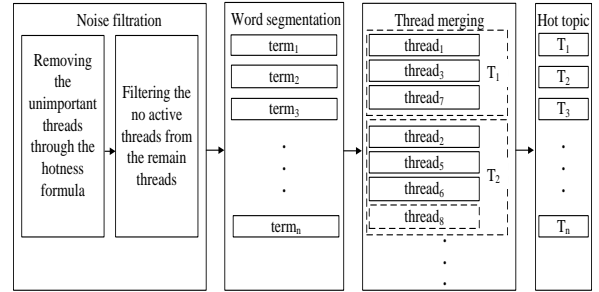 Noise filtration
Removing
the
unimportant
threads
through the
hotness
formula
Filtering the
no active
threads from
the remain
threads
Word segmentation
term₁
term₂
term₃
termₙ
Thread merging
thread₁
thread₃
thread₇
T₁
thread₂
thread₅
thread₆
thread₈
T₂
Hot topic
T₁
T₂
T₃
Tₙ